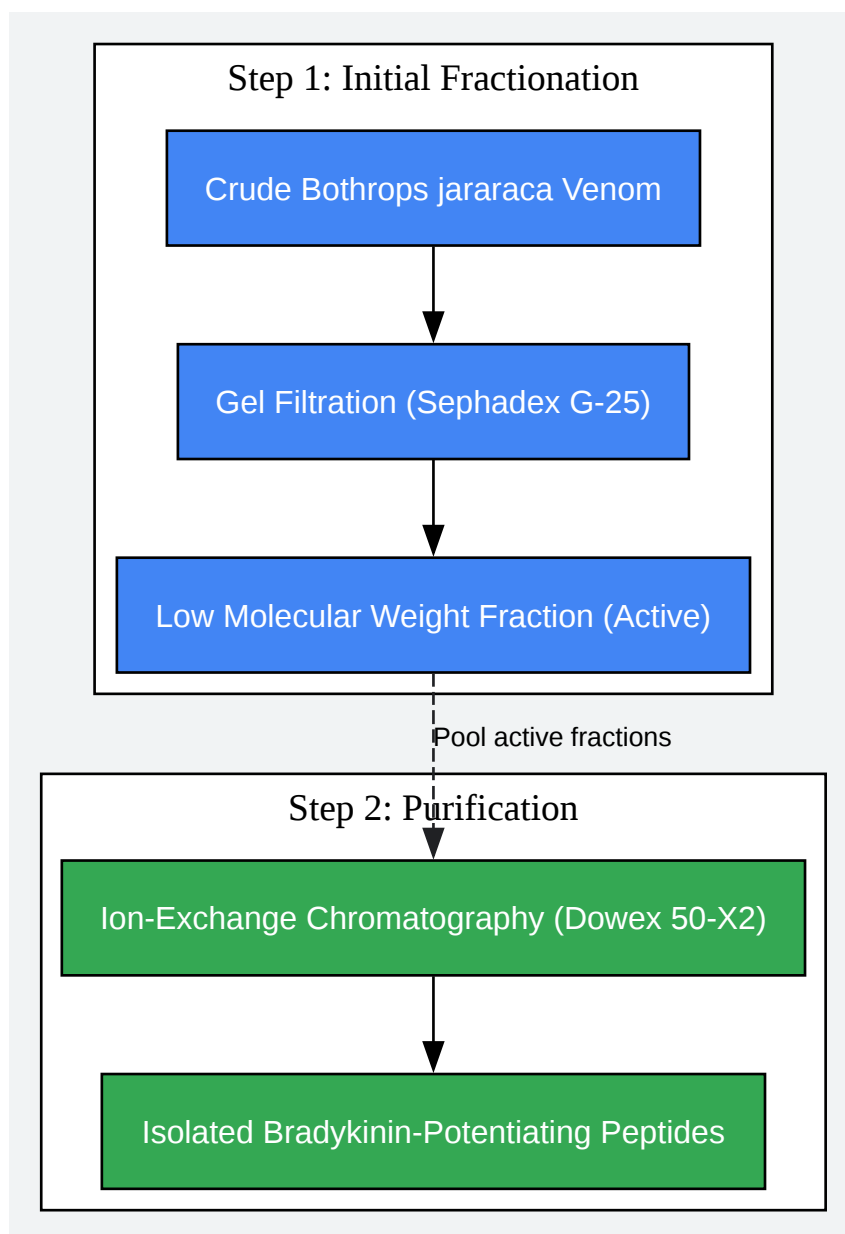 Step 1: Initial Fractionation
Crude Bothrops jararaca Venom
Gel Filtration (Sephadex G-25)
Low Molecular Weight Fraction (Active)
Pool active fractions
Step 2: Purification
Ion-Exchange Chromatography (Dowex 50-X2)
Isolated Bradykinin-Potentiating Peptides